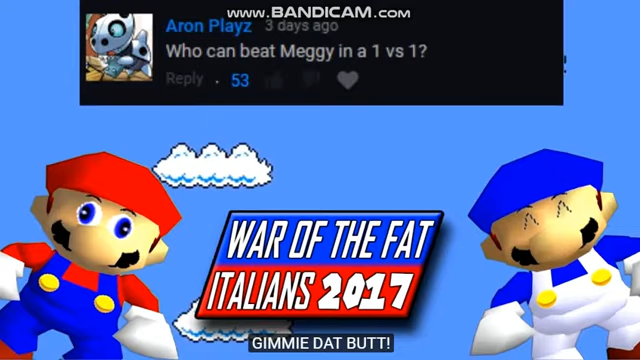 www.BANDICAM.com
Aron Playz 3 days ago
Who can beat Meggy in a 1 vs 1?
Reply · 53
!
WAR OF THE FAT
ITALIANS 2017
GIMMIE DAT BUTT!